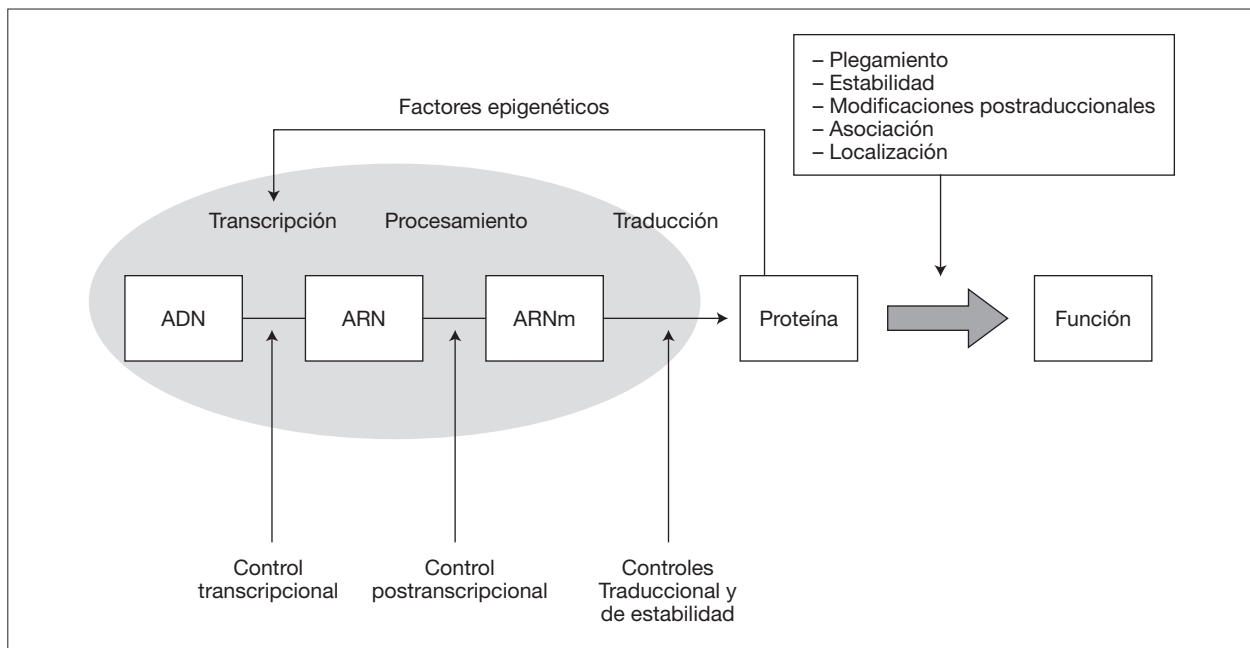 – Plegamiento
– Estabilidad
– Modificaciones postraduccionales
– Asociación
– Localización
Factores epigenéticos
Transcripción
Procesamiento
Traducción
ADN
ARN
ARNm
Proteína
Función
Control
transcripcional
Control
postranscripcional
Controles
Traduccional y
de estabilidad